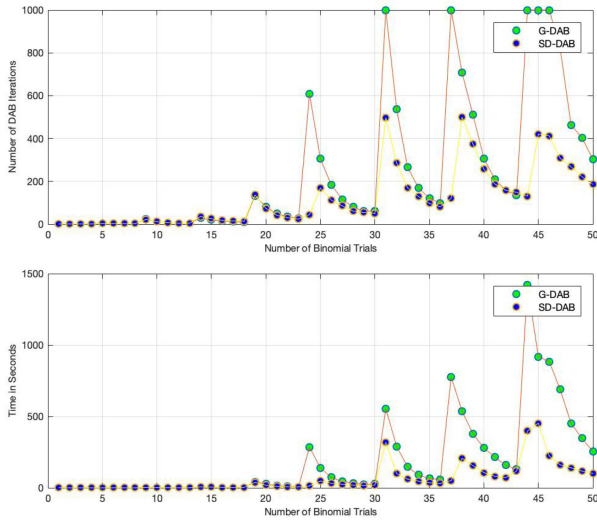 1000
800
600
400
200
0
Number of DAB Iterations
G-DAB
SD-DAB
0 5 10 15 20 25 30 35 40 45 50
Number of Binomial Trials
1500
1000
500
0
Time in Seconds
G-DAB
SD-DAB
0 5 10 15 20 25 30 35 40 45 50
Number of Binomial Trials